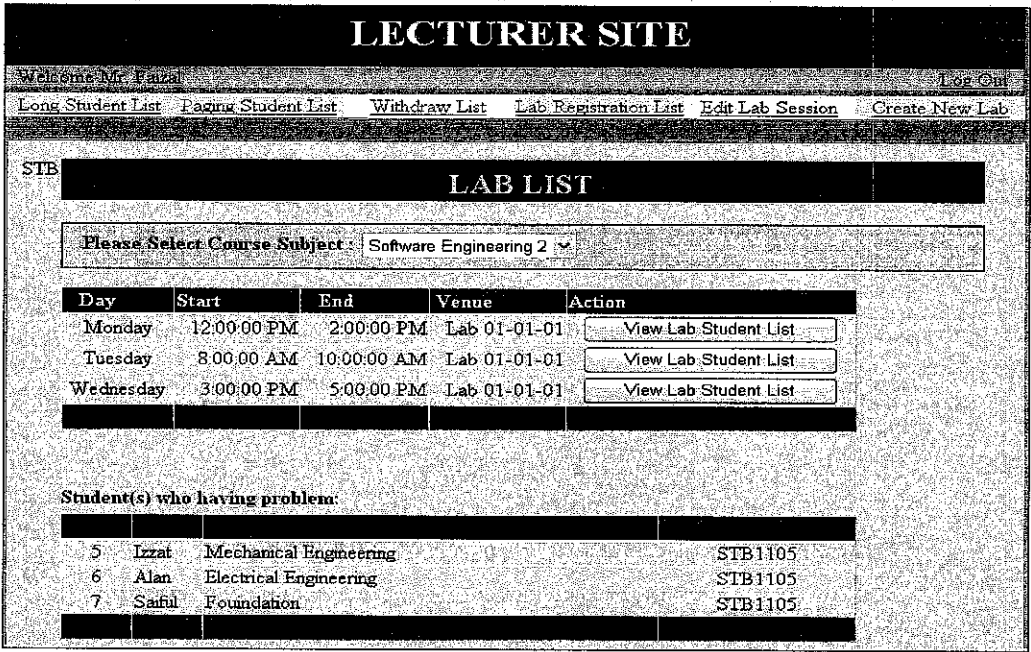 LECTURER SITE
Welcome Mr. Faizal Log Out
Long Student List Paging Student List Withdraw List Lab Registration List Edit Lab Session Create New Lab
STB
LAB LIST
Please Select Course Subject : Software Engineering 2
Day Start End Venue Action
Monday 12:00:00 PM 2:00:00 PM Lab 01-01-01 View Lab Student List
Tuesday 8:00:00 AM 10:00:00 AM Lab 01-01-01 View Lab Student List
Wednesday 3:00:00 PM 5:00:00 PM Lab 01-01-01 View Lab Student List
Student(s) who having problem:
5 Izzat Mechanical Engineering STB1105
6 Alan Electrical Engineering STB1105
7 Saiful Fouindation STB1105